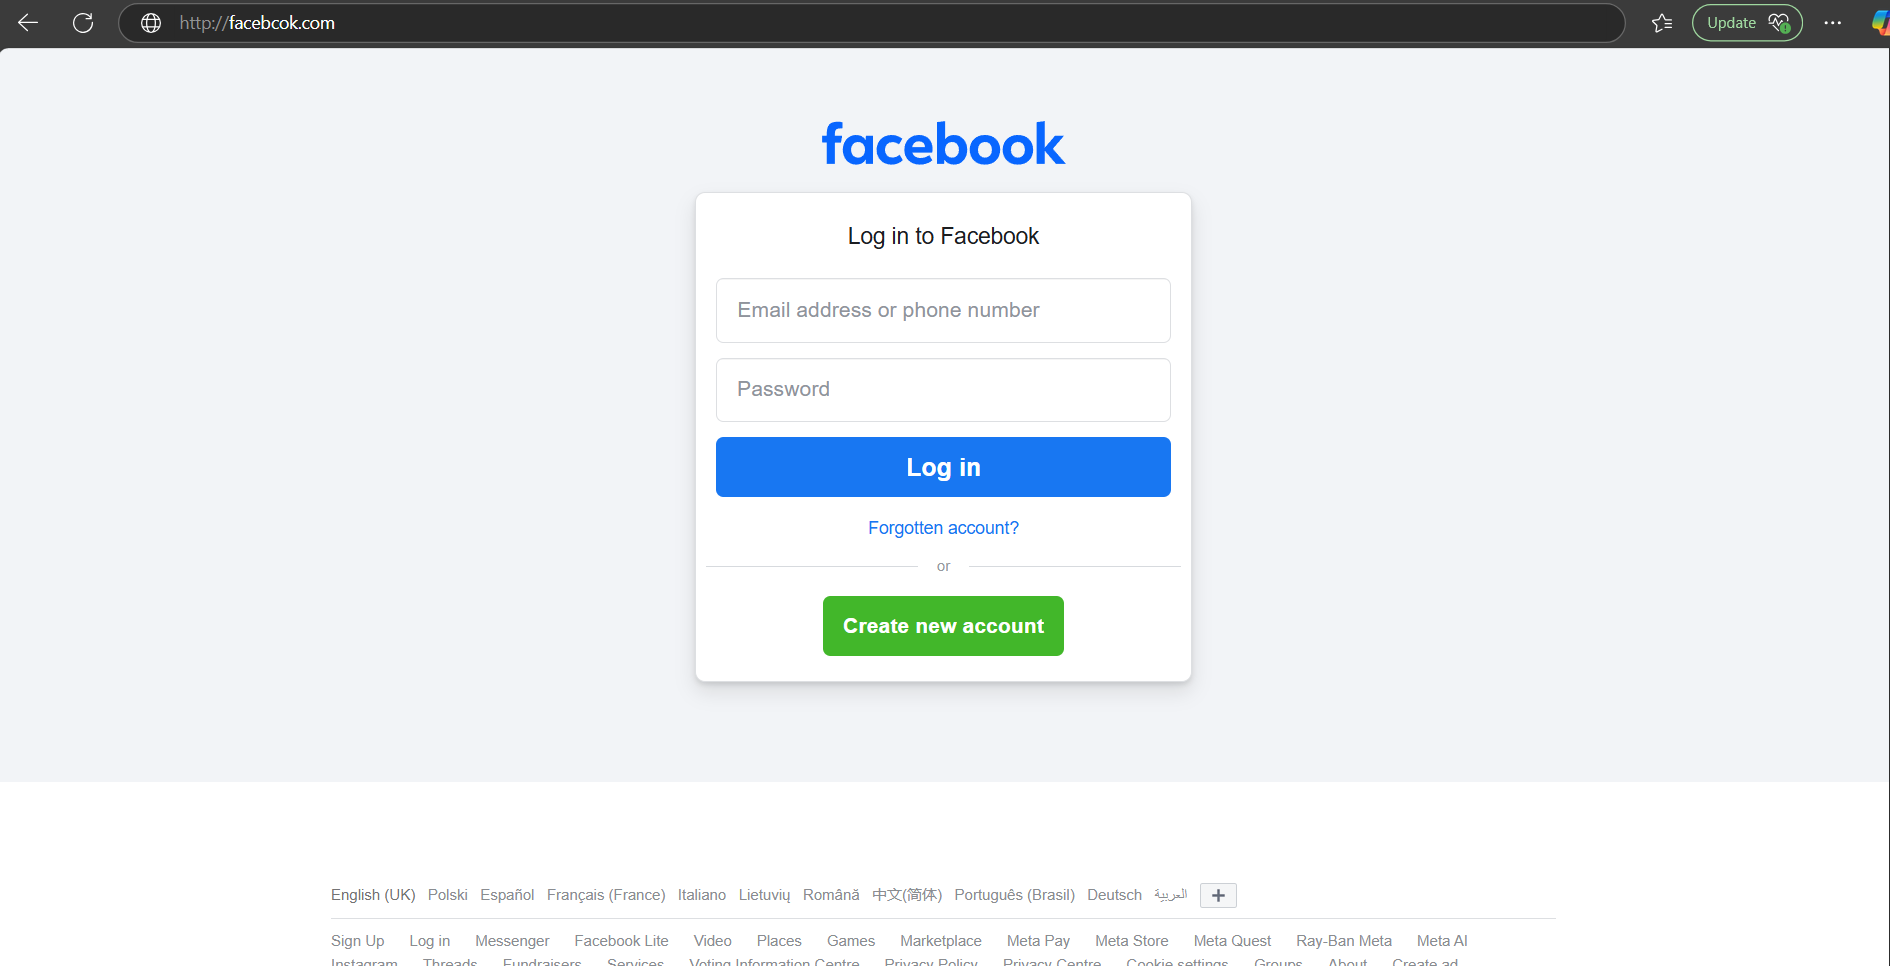 http://facebcok.com
Update
facebook
Log in to Facebook
Email address or phone number
Password
Log in
Forgotten account?
or
Create new account
English (UK) Polski Español Français (France) Italiano Lietuvių Română 中文(简体) Português (Brasil) Deutsch العربية +
Sign Up Log in Messenger Facebook Lite Video Places Games Marketplace Meta Pay Meta Store Meta Quest Ray-Ban Meta Meta AI
Instagram Threads Fundraisers Services Voting Information Centre Privacy Policy Privacy Centre Cookie settings Groups About Create ad